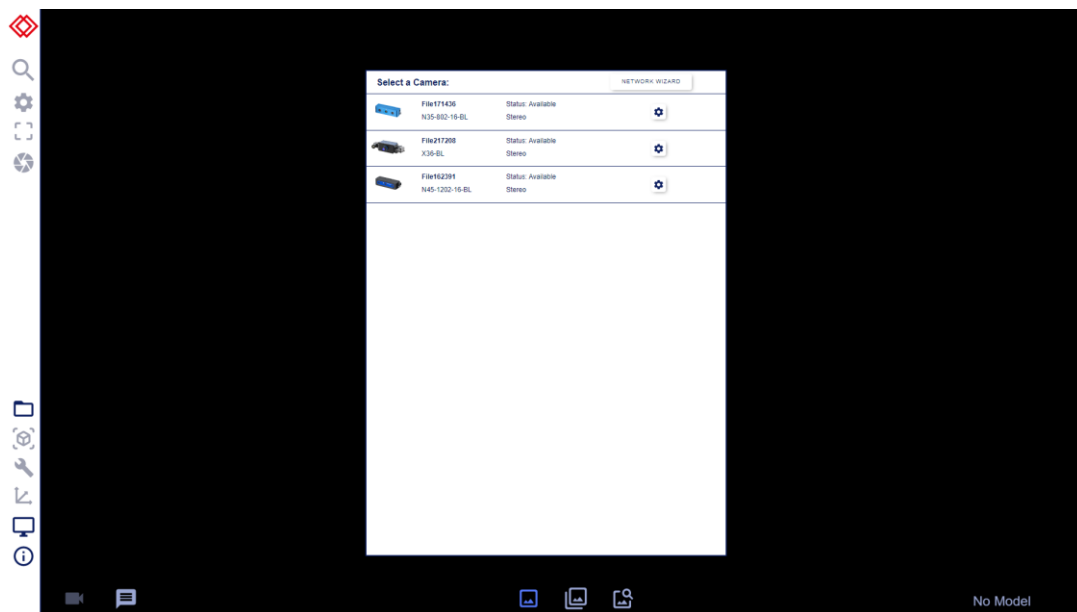 Select a Camera:
NETWORK WIZARD
File171436
Status: Available
N35-802-16-BL
Stereo
File217208
Status: Available
X36-BL
Stereo
File162391
Status: Available
N45-1202-16-BL
Stereo
No Model